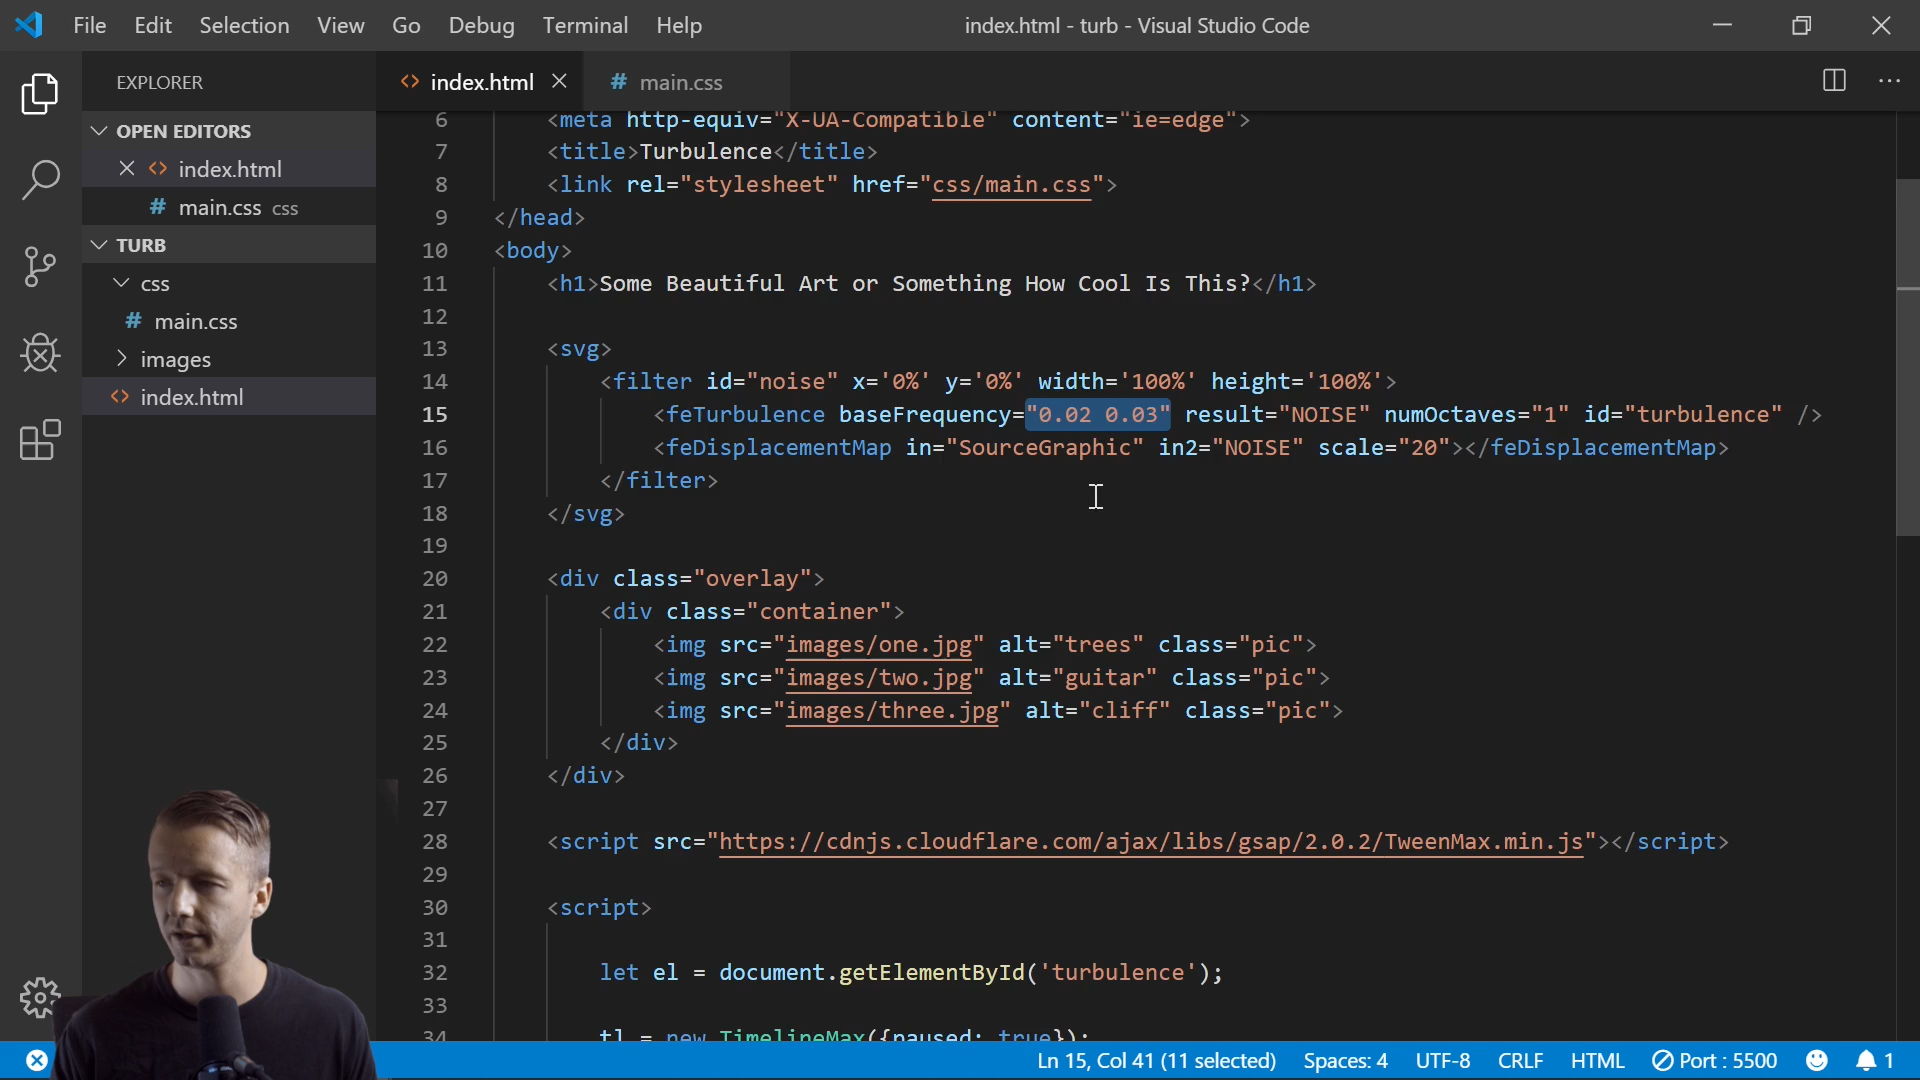 File Edit Selection View Go Debug Terminal Help
index.html - turb - Visual Studio Code
EXPLORER
OPEN EDITORS
index.html
main.css css
TURB
css
main.css
images
index.html
index.html
main.css
6 <meta http-equiv="X-UA-Compatible" content="ie=edge">
7 <title>Turbulence</title>
8 <link rel="stylesheet" href="css/main.css">
9 </head>
10 <body>
11 <h1>Some Beautiful Art or Something How Cool Is This?</h1>
12
13 <svg>
14 <filter id="noise" x='0%' y='0%' width='100%' height='100%'>
15 <feTurbulence baseFrequency="0.02 0.03" result="NOISE" numOctaves="1" id="turbulence" />
16 <feDisplacementMap in="SourceGraphic" in2="NOISE" scale="20"></feDisplacementMap>
17 </filter>
18 </svg>
19
20 <div class="overlay">
21 <div class="container">
22 <img src="images/one.jpg" alt="trees" class="pic">
23 <img src="images/two.jpg" alt="guitar" class="pic">
24 <img src="images/three.jpg" alt="cliff" class="pic">
25 </div>
26 </div>
27
28 <script src="https://cdnjs.cloudflare.com/ajax/libs/gsap/2.0.2/TweenMax.min.js"></script>
29
30 <script>
31
32 let el = document.getElementById('turbulence');
33
34 tl = new TimelineMax({paused: true});
Ln 15, Col 41 (11 selected) Spaces: 4 UTF-8 CRLF HTML Port : 5500 1